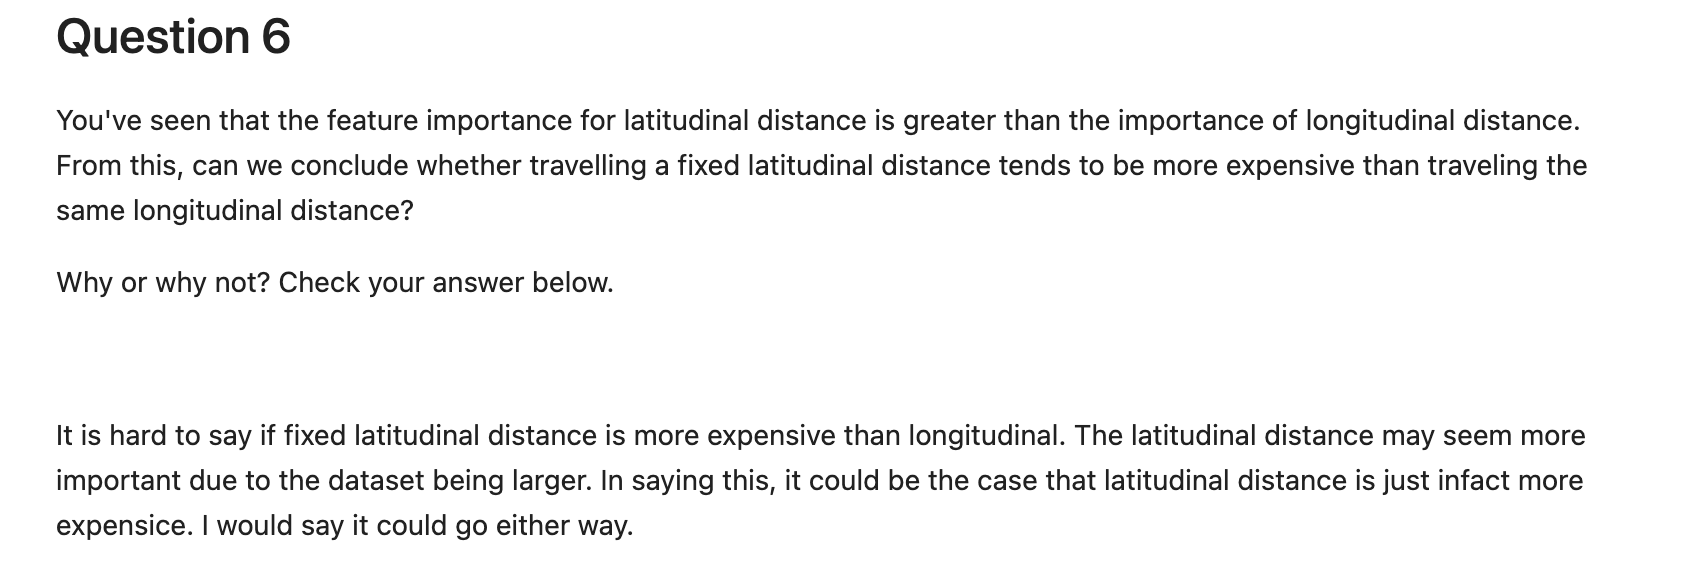 Question 6
You've seen that the feature importance for latitudinal distance is greater than the importance of longitudinal distance.
From this, can we conclude whether travelling a fixed latitudinal distance tends to be more expensive than traveling the
same longitudinal distance?
Why or why not? Check your answer below.
It is hard to say if fixed latitudinal distance is more expensive than longitudinal. The latitudinal distance may seem more
important due to the dataset being larger. In saying this, it could be the case that latitudinal distance is just infact more
expensice. I would say it could go either way.